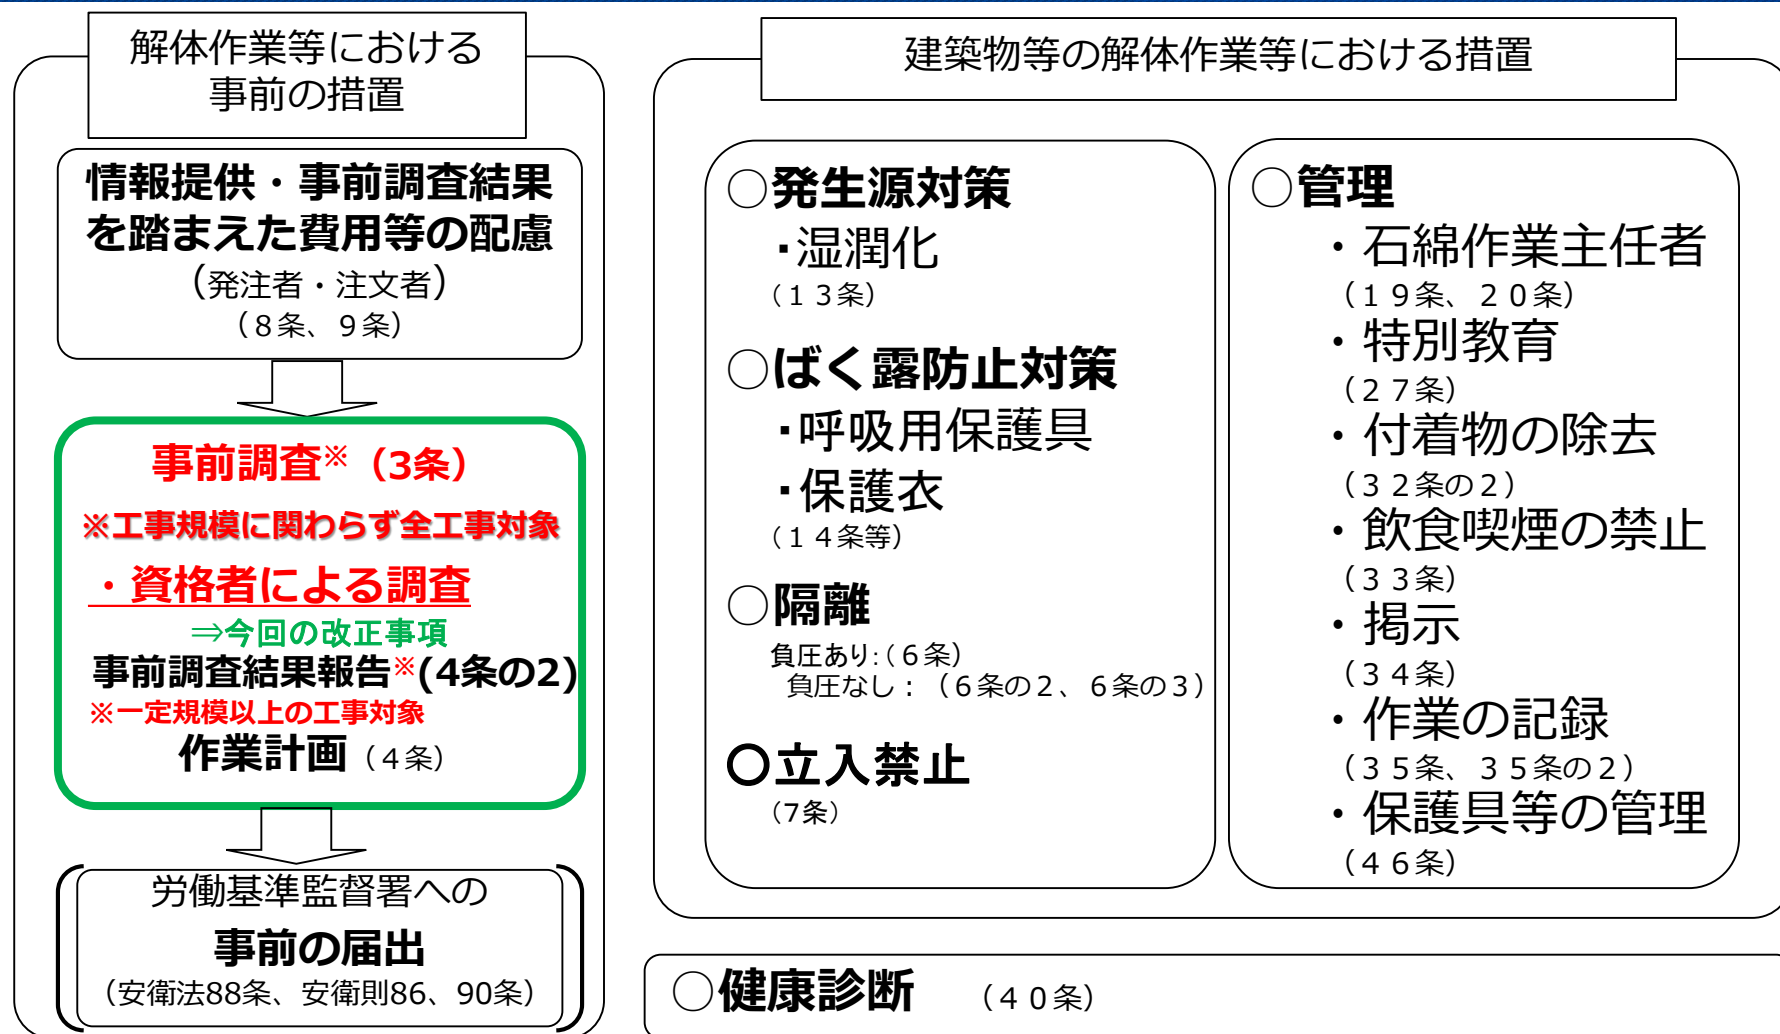 解体作業等における
事前の措置
情報提供・事前調査結果
を踏まえた費用等の配慮
(発注者・注文者)
（８条、９条）
事前調査※（3条）
※工事規模に関わらず全工事対象
・資格者による調査
⇒今回の改正事項
事前調査結果報告※(4条の2)
※一定規模以上の工事対象
作業計画（４条）
労働基準監督署への
事前の届出
（安衛法88条、安衛則86、90条）
建築物等の解体作業等における措置
○発生源対策
・湿潤化
（１３条）
○ばく露防止対策
・呼吸用保護具
・保護衣
（１４条等）
○隔離
負圧あり:（６条）
負圧なし：（６条の２、６条の３）
〇立入禁止
（7条）
○管理
・石綿作業主任者
（１９条、２０条）
・特別教育
（２７条）
・付着物の除去
（３２条の２）
・飲食喫煙の禁止
（３３条）
・掲示
（３４条）
・作業の記録
（３５条、３５条の２）
・保護具等の管理
（４６条）
○健康診断　（４０条）